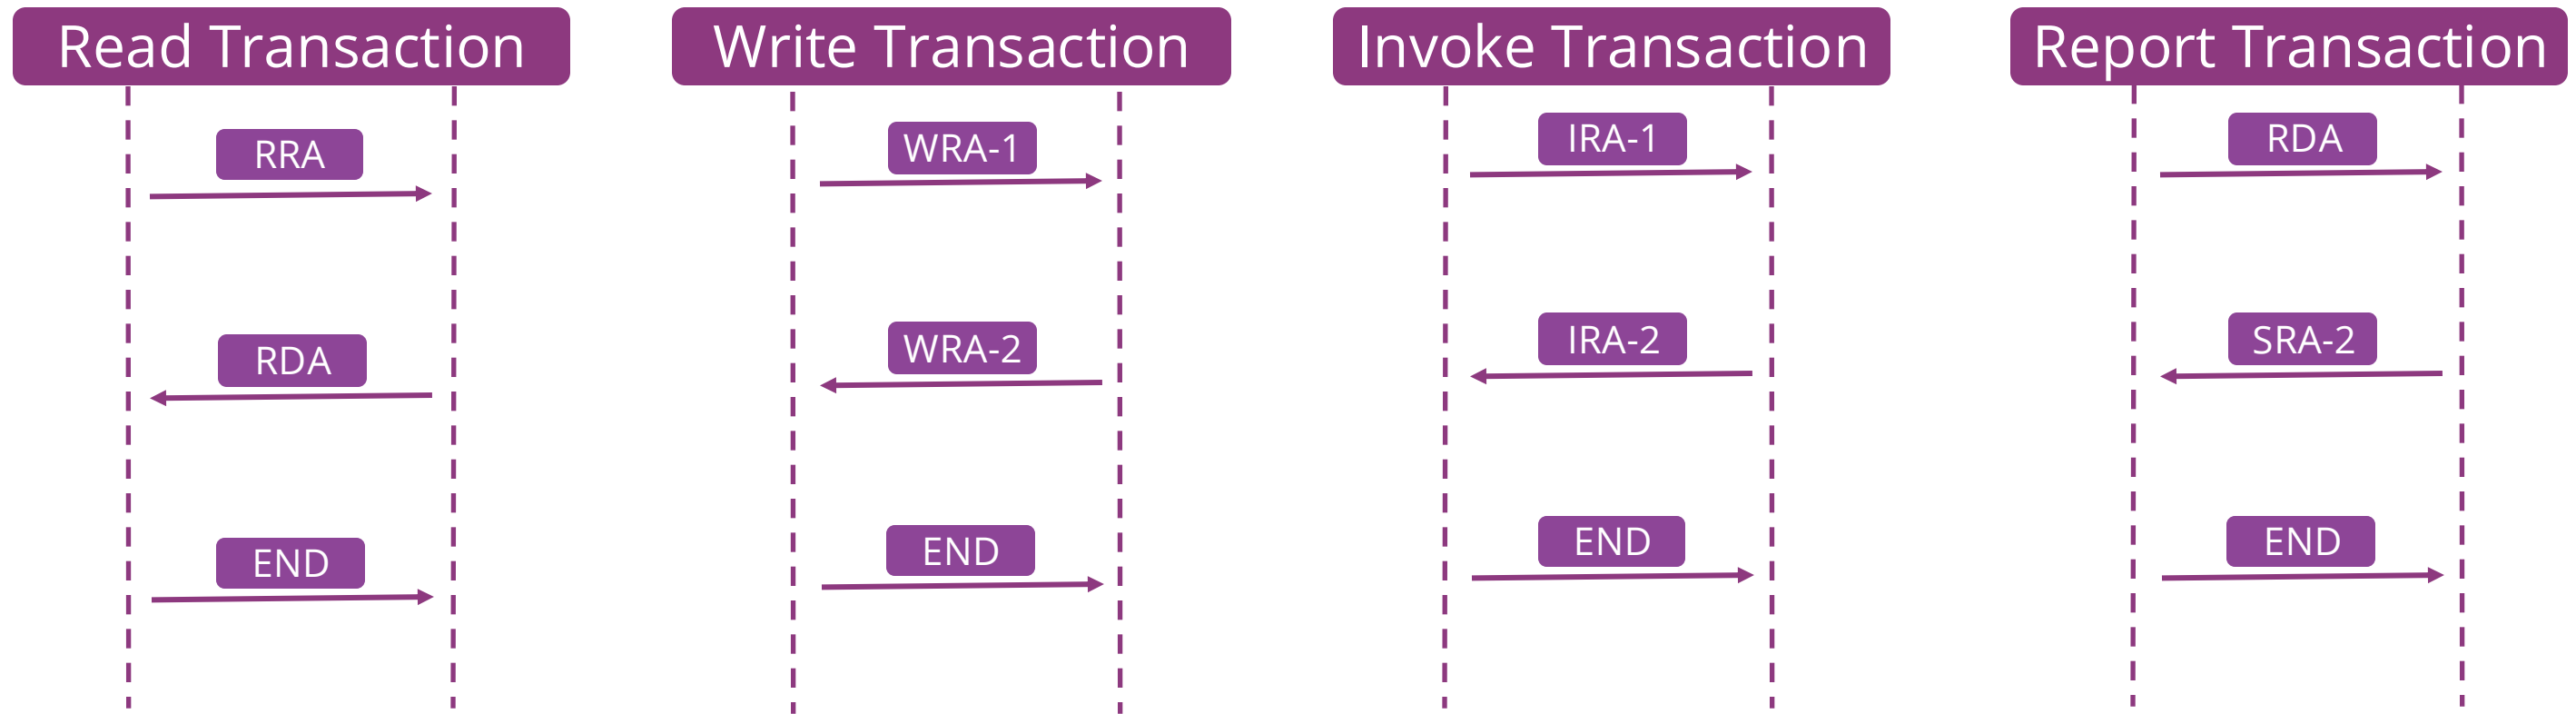 Read Transaction
RRA
RDA
END
Write Transaction
WRA-1
WRA-2
END
Invoke Transaction
IRA-1
IRA-2
END
Report Transaction
RDA
SRA-2
END